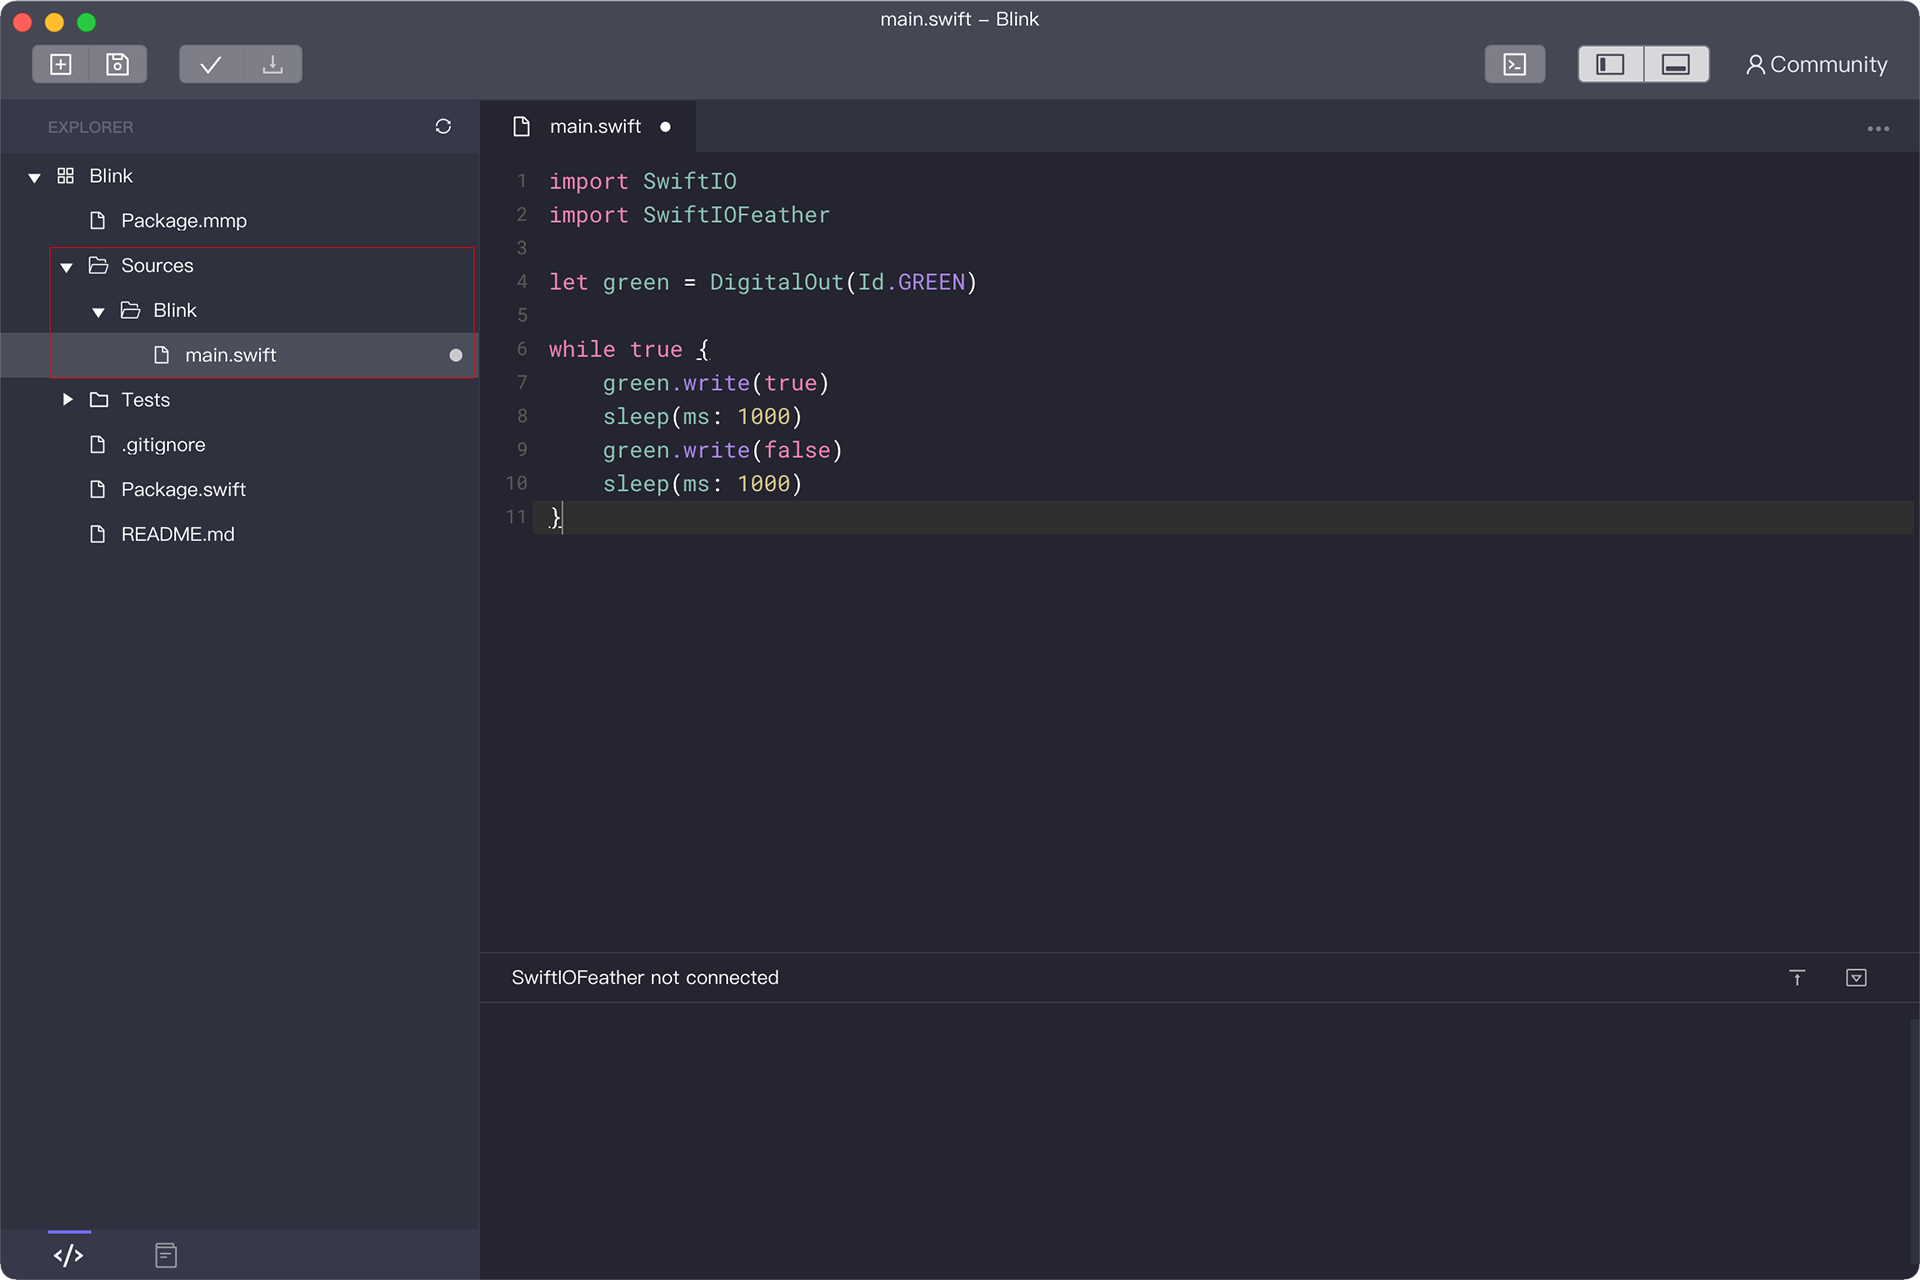 main.swift – Blink
Community
EXPLORER
Blink
Package.mmp
Sources
Blink
main.swift
Tests
.gitignore
Package.swift
README.md
main.swift
1 import SwiftIO
2 import SwiftIOFeather
3
4 let green = DigitalOut(Id.GREEN)
5
6 while true {
7     green.write(true)
8     sleep(ms: 1000)
9     green.write(false)
10     sleep(ms: 1000)
11 }
SwiftIOFeather not connected